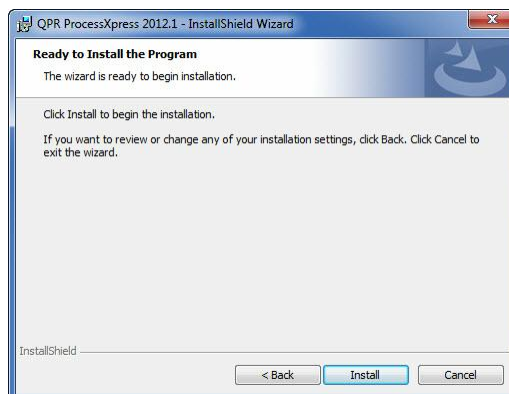 QPR ProcessXpress 2012.1 - InstallShield Wizard
Ready to Install the Program
The wizard is ready to begin installation.
Click Install to begin the installation.
If you want to review or change any of your installation settings, click Back. Click Cancel to
exit the wizard.
InstallShield
< Back Install Cancel